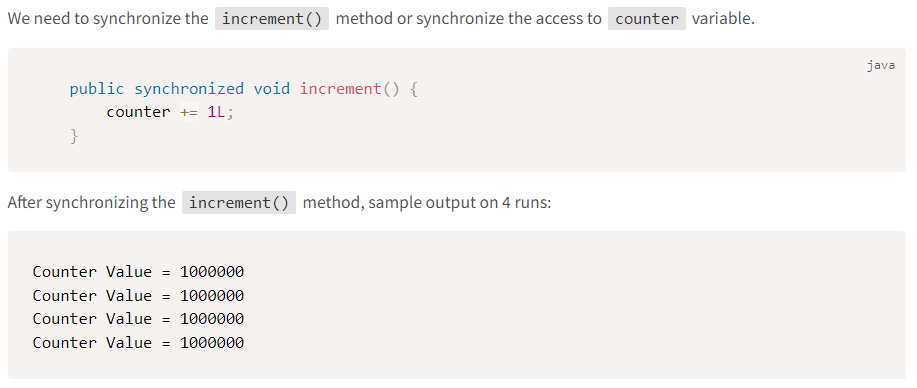 We need to synchronize the increment() method or synchronize the access to counter variable.
java
public synchronized void increment() {
counter += 1L;
}
After synchronizing the increment() method, sample output on 4 runs:
Counter Value = 1000000
Counter Value = 1000000
Counter Value = 1000000
Counter Value = 1000000